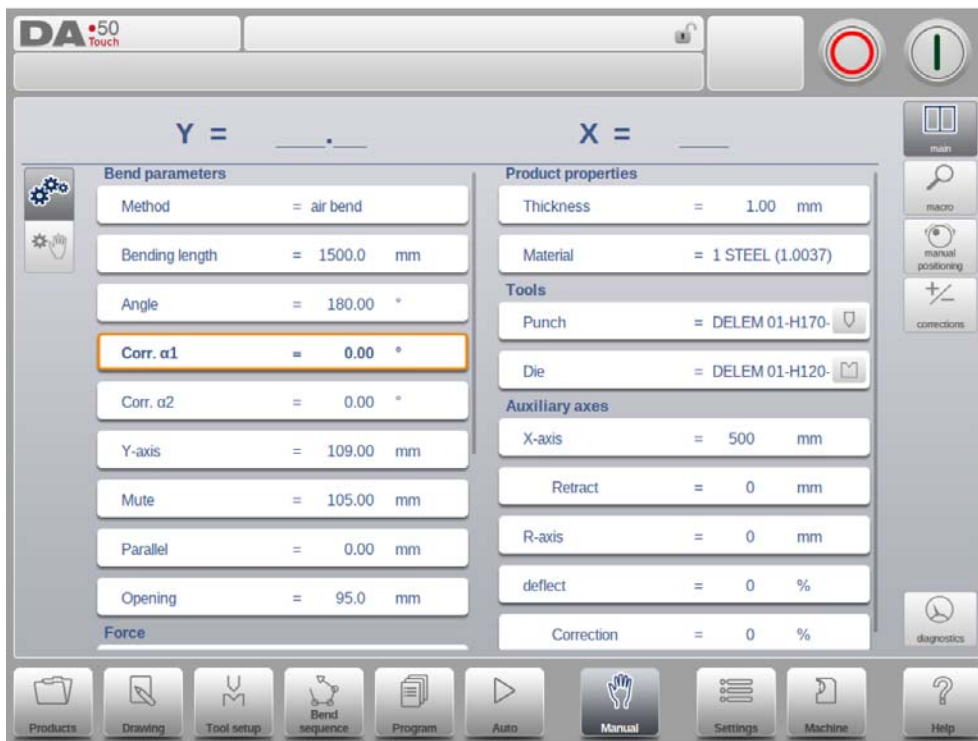 DA•50
Touch
Y = ___.__
X = ___
Bend parameters
Method = air bend
Bending length = 1500.0 mm
Angle = 180.00 °
Corr. α1 = 0.00 °
Corr. α2 = 0.00 °
Y-axis = 109.00 mm
Mute = 105.00 mm
Parallel = 0.00 mm
Opening = 95.0 mm
Force
Product properties
Thickness = 1.00 mm
Material = 1 STEEL (1.0037)
Tools
Punch = DELEM 01-H170-
Die = DELEM 01-H120-
Auxiliary axes
X-axis = 500 mm
Retract = 0 mm
R-axis = 0 mm
deflect = 0 %
Correction = 0 %
main
macro
manual
positioning
corrections
diagnostics
Products
Drawing
Tool setup
Bend
sequence
Program
Auto
Manual
Settings
Machine
Help